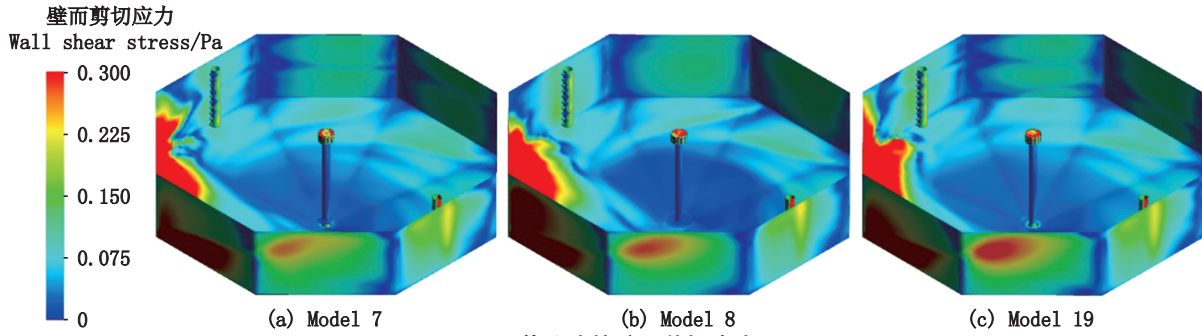 壁而剪切应力
Wall shear stress/Pa
0.300
0.225
0.150
0.075
0
(a) Model 7
(b) Model 8
(c) Model 19